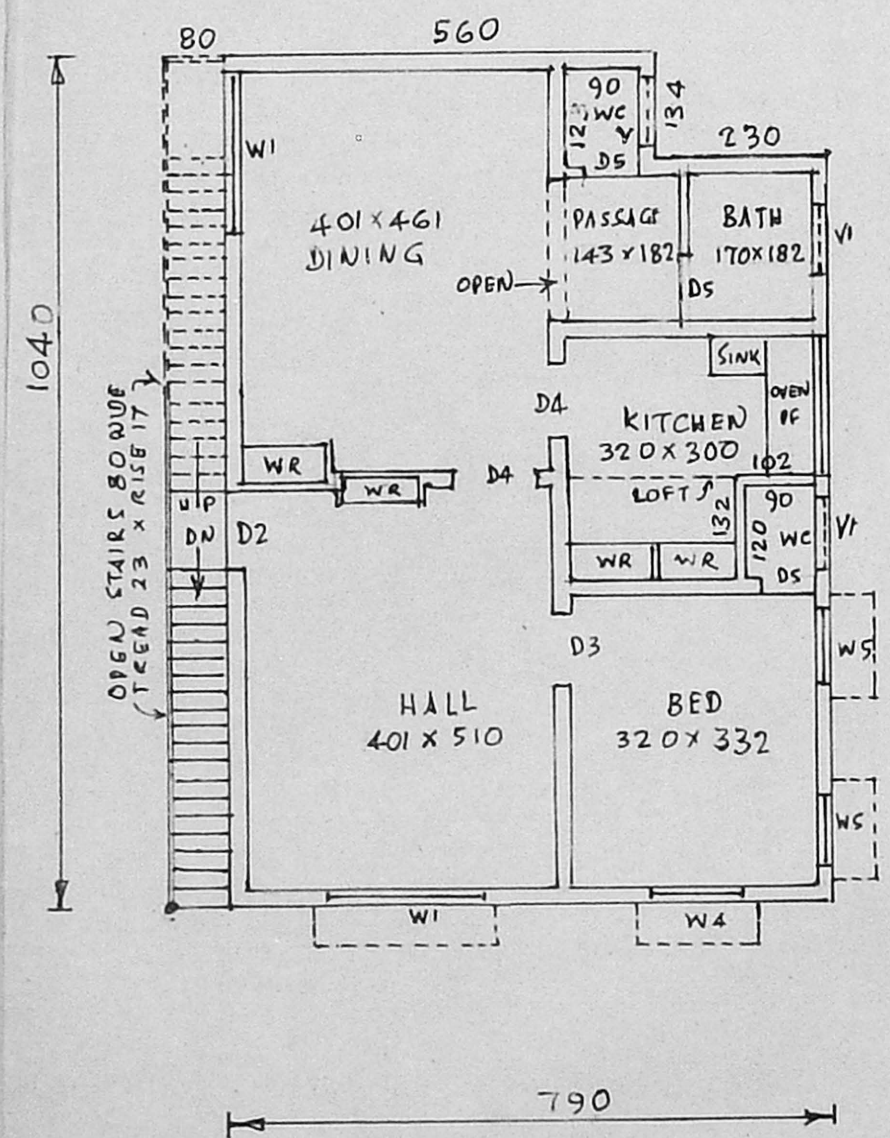 80
560
90
WC
123
134
D5
230
W1
401 X 461
DINING
PASSAGE
143 X 182
BATH
170X182
V1
OPEN
D5
1040
SINK
OVEN
PF
D4
KITCHEN
320 X 300
102
WR
WR
D4
LOFT
132
90
120
WC
D5
V1
UP
DN
D2
WR
WR
OPEN STAIRS 80 WIDE
TREAD 23 X RISE 17
D3
W5
HALL
401 X 510
BED
320 X 332
W5
W1
W4
790